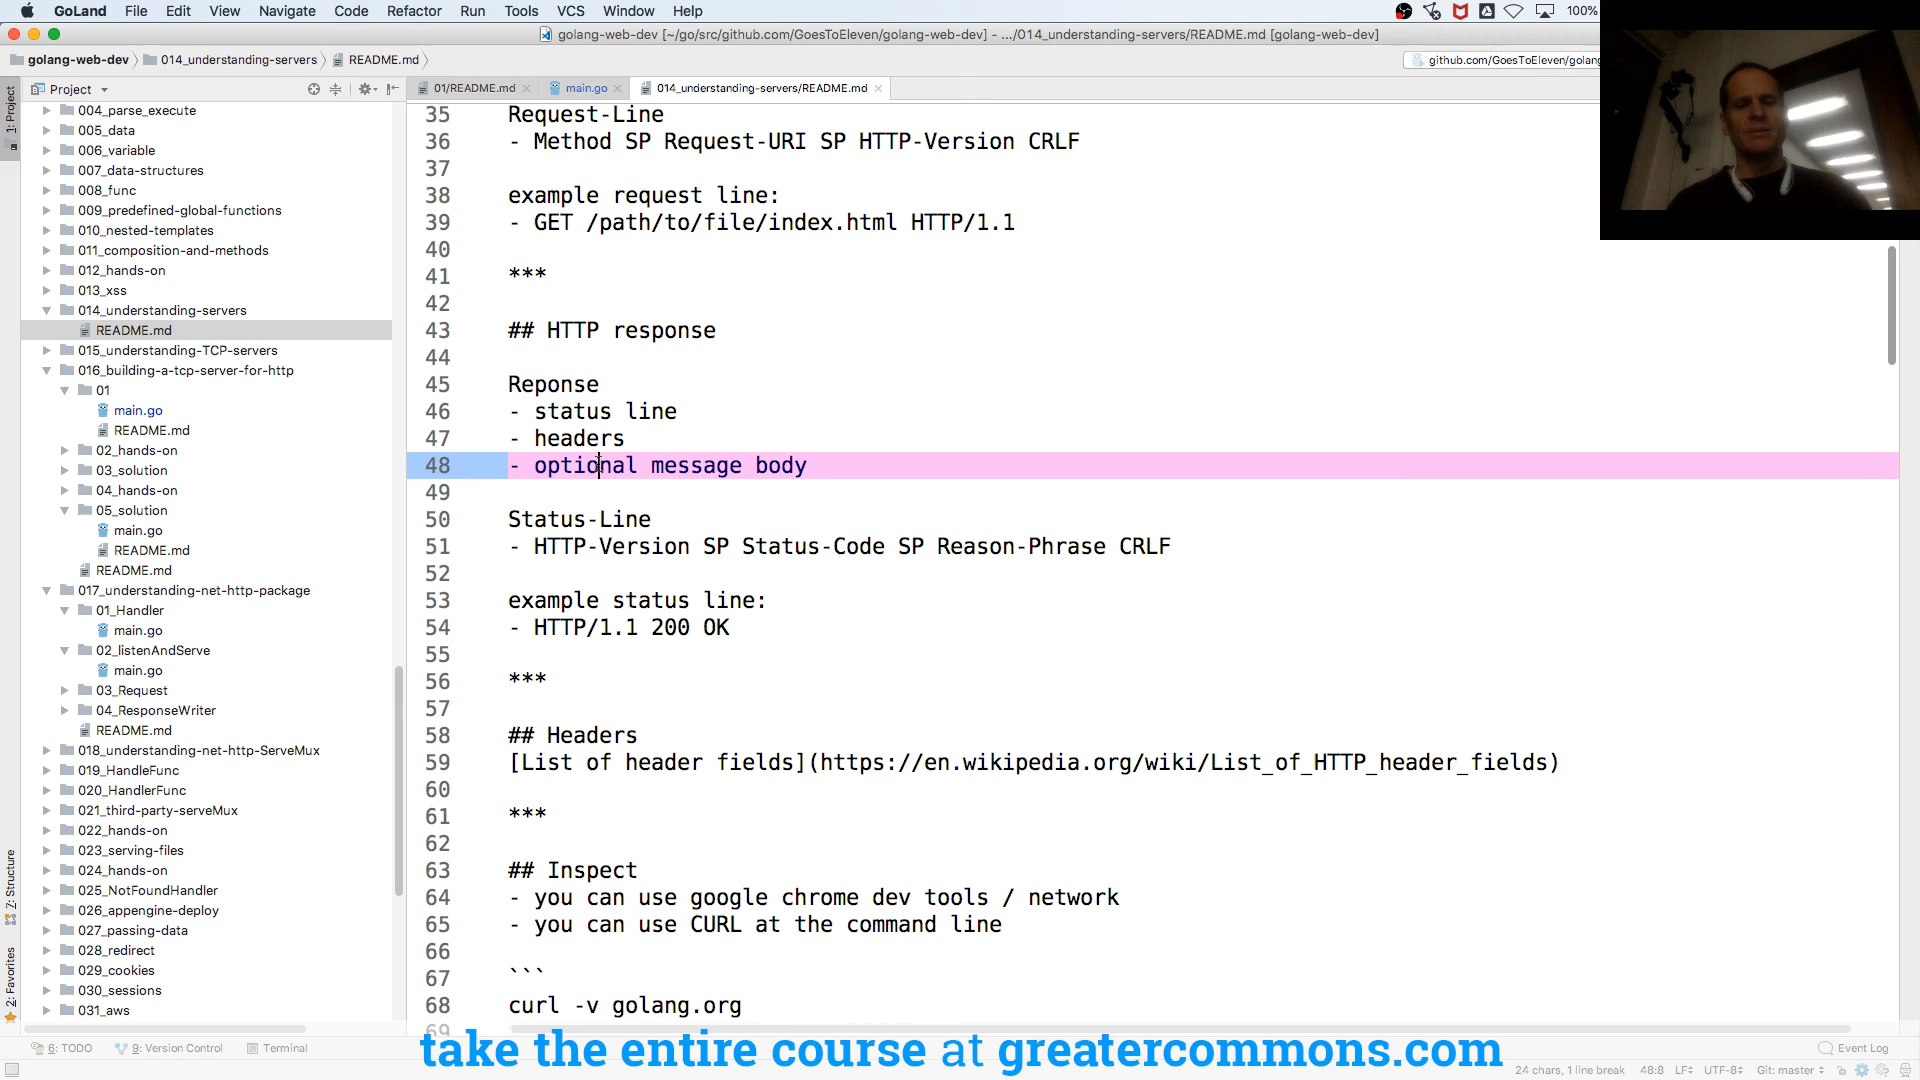 GoLand File Edit View Navigate Code Refactor Run Tools VCS Window Help 100%
golang-web-dev [~/go/src/github.com/GoesToEleven/golang-web-dev] - .../014_understanding-servers/README.md [golang-web-dev]
golang-web-dev 014_understanding-servers README.md github.com/GoesToEleven/golang
Project 01/README.md main.go 014_understanding-servers/README.md
1: Project
7: Structure
2: Favorites
004_parse_execute
005_data
006_variable
007_data-structures
008_func
009_predefined-global-functions
010_nested-templates
011_composition-and-methods
012_hands-on
013_xss
014_understanding-servers
README.md
015_understanding-TCP-servers
016_building-a-tcp-server-for-http
01
main.go
README.md
02_hands-on
03_solution
04_hands-on
05_solution
main.go
README.md
README.md
017_understanding-net-http-package
01_Handler
main.go
02_listenAndServe
main.go
03_Request
04_ResponseWriter
README.md
018_understanding-net-http-ServeMux
019_HandleFunc
020_HandlerFunc
021_third-party-serveMux
022_hands-on
023_serving-files
024_hands-on
025_NotFoundHandler
026_appengine-deploy
027_passing-data
028_redirect
029_cookies
030_sessions
031_aws
35 Request-Line
36 - Method SP Request-URI SP HTTP-Version CRLF
37
38 example request line:
39 - GET /path/to/file/index.html HTTP/1.1
40
41 ***
42
43 ## HTTP response
44
45 Reponse
46 - status line
47 - headers
48 - optional message body
49
50 Status-Line
51 - HTTP-Version SP Status-Code SP Reason-Phrase CRLF
52
53 example status line:
54 - HTTP/1.1 200 OK
55
56 ***
57
58 ## Headers
59 [List of header fields](https://en.wikipedia.org/wiki/List_of_HTTP_header_fields)
60
61 ***
62
63 ## Inspect
64 - you can use google chrome dev tools / network
65 - you can use CURL at the command line
66
67 ```
68 curl -v golang.org
69
take the entire course at greatercommons.com
6: TODO 9: Version Control Terminal Event Log
24 chars, 1 line break 48:8 LF UTF-8 Git: master